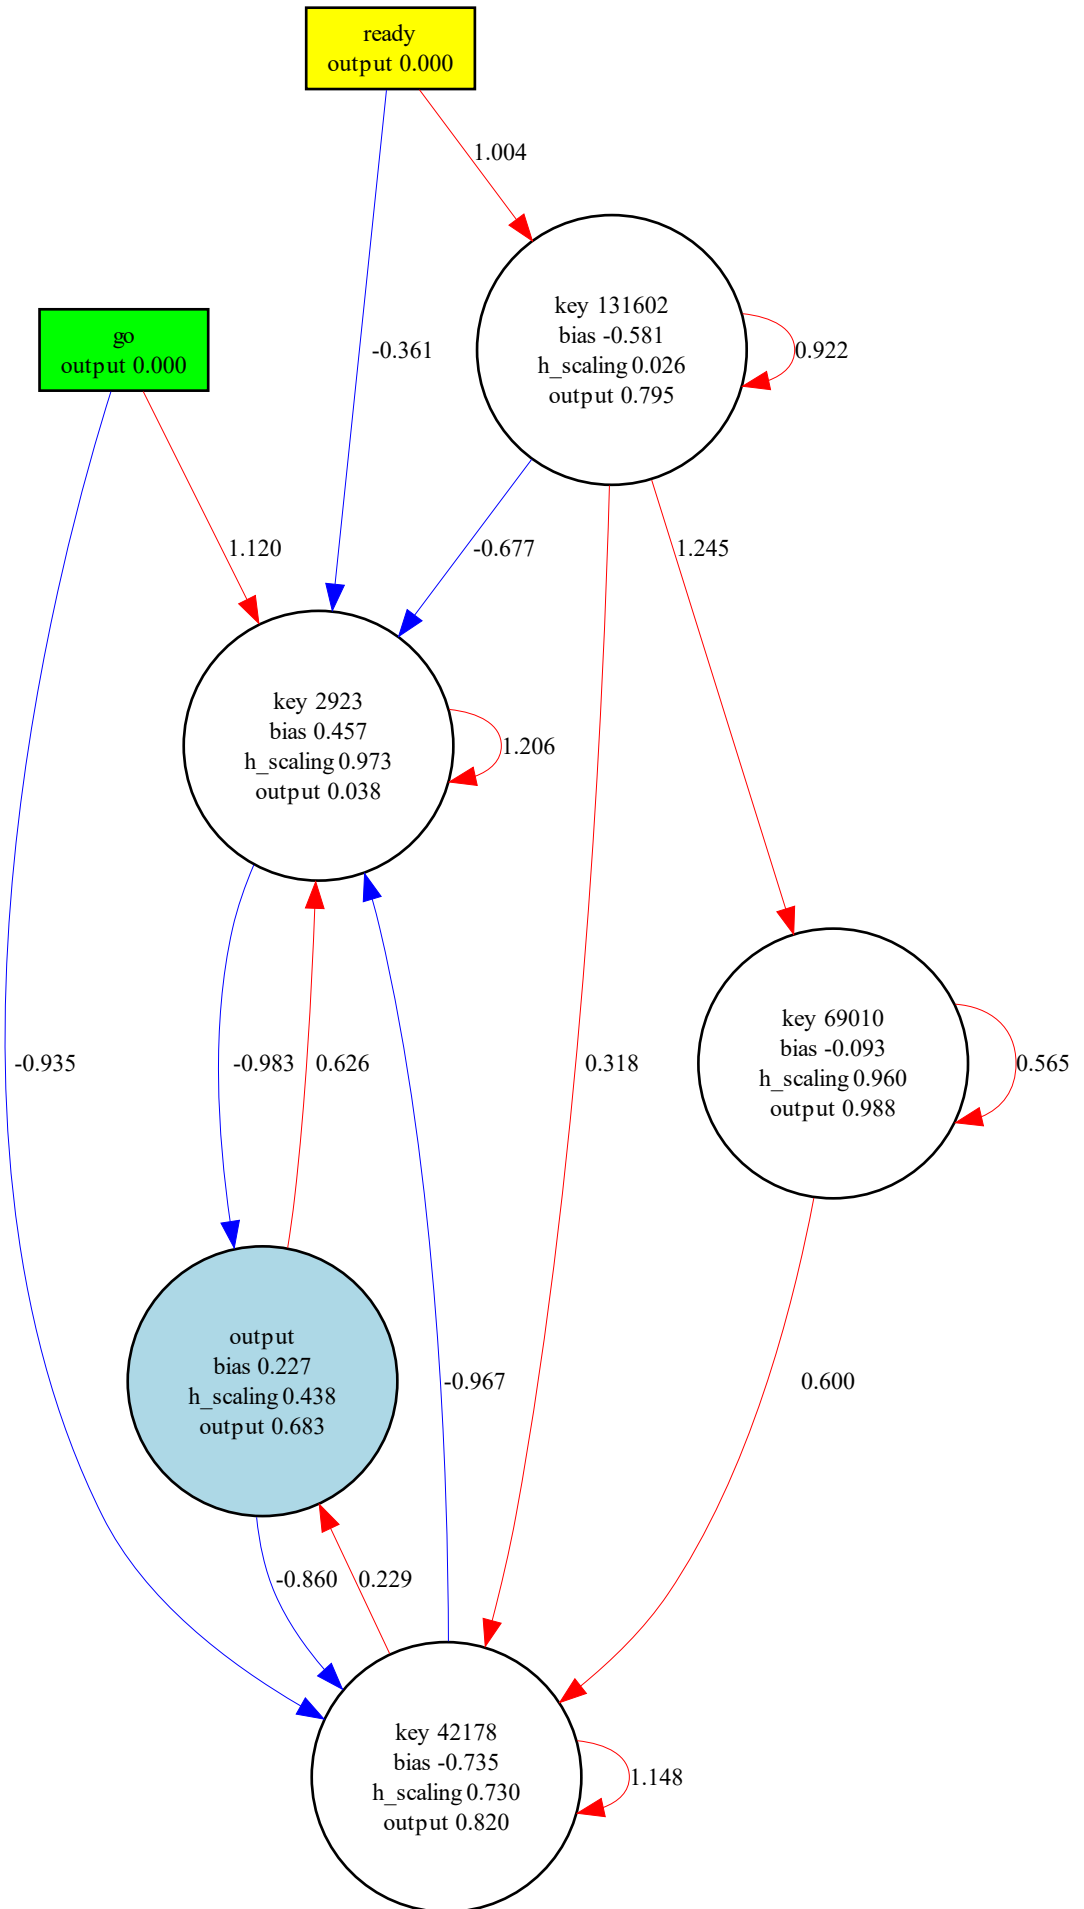 ready
output 0.000
1.004
key 131602
bias -0.581
h_scaling 0.026
output 0.795
0.922
go
output 0.000
-0.361
1.120
-0.677
1.245
key 2923
bias 0.457
h_scaling 0.973
output 0.038
1.206
key 69010
bias -0.093
h_scaling 0.960
output 0.988
0.565
-0.935
-0.983
0.626
0.318
output
bias 0.227
h_scaling 0.438
output 0.683
-0.967
0.600
-0.860
0.229
key 42178
bias -0.735
h_scaling 0.730
output 0.820
1.148